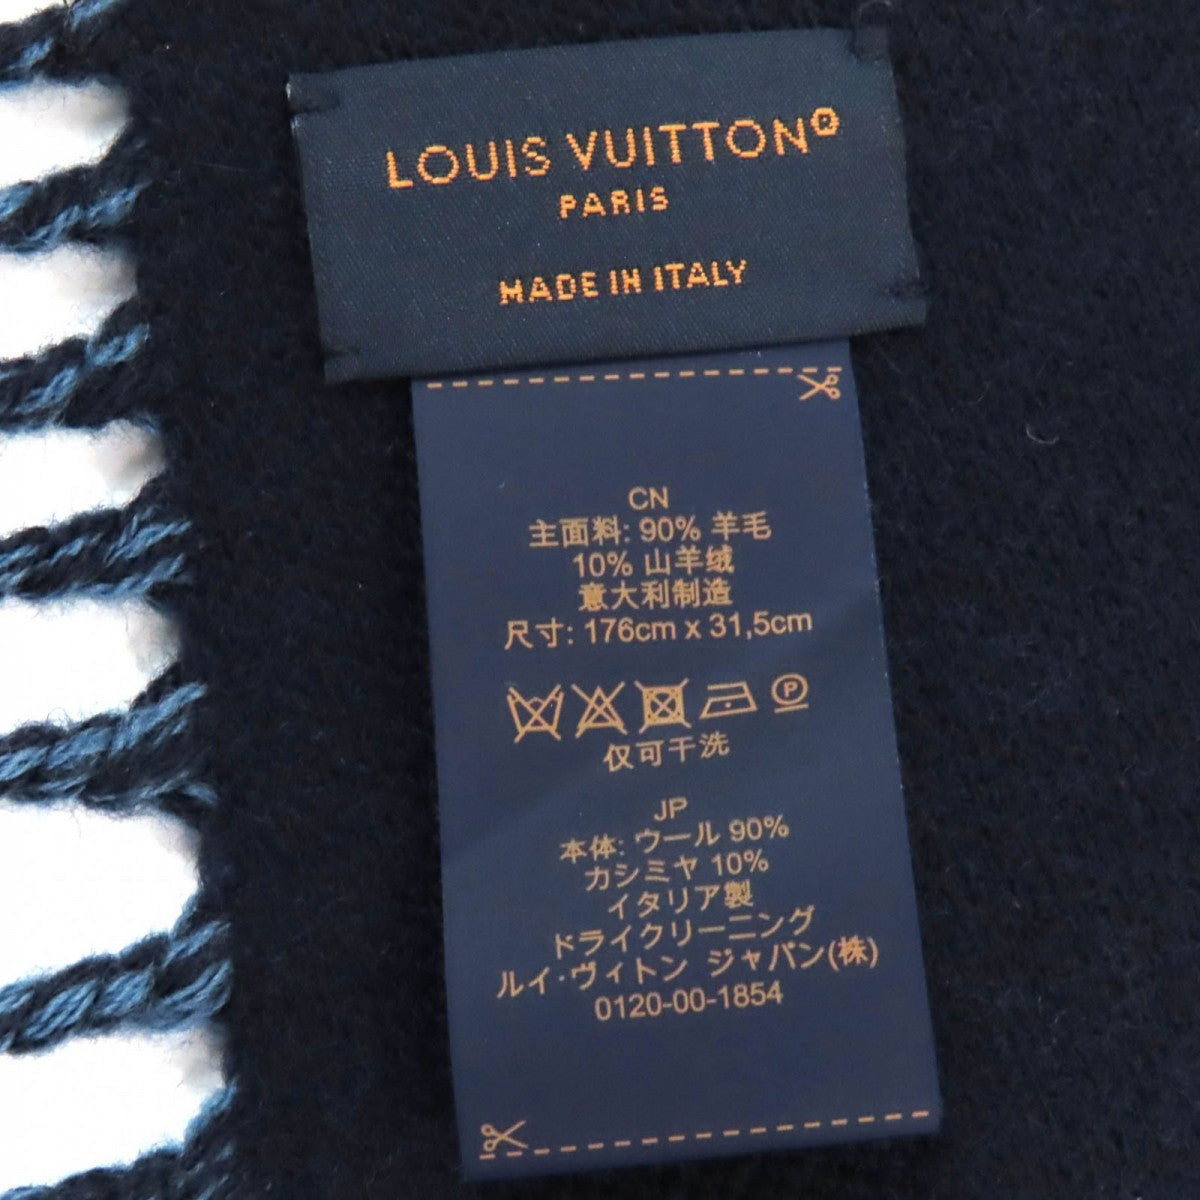 LOUIS VUITTON
PARIS
MADE IN ITALY
CN
主面料: 90% 羊毛
10% 山羊绒
意大利制造
尺寸: 176cm x 31,5cm
P
仅可干洗
JP
本体: ウール 90%
カシミヤ 10%
イタリア製
ドライクリーニング
ルイ·ヴィトン ジャパン(株)
0120-00-1854